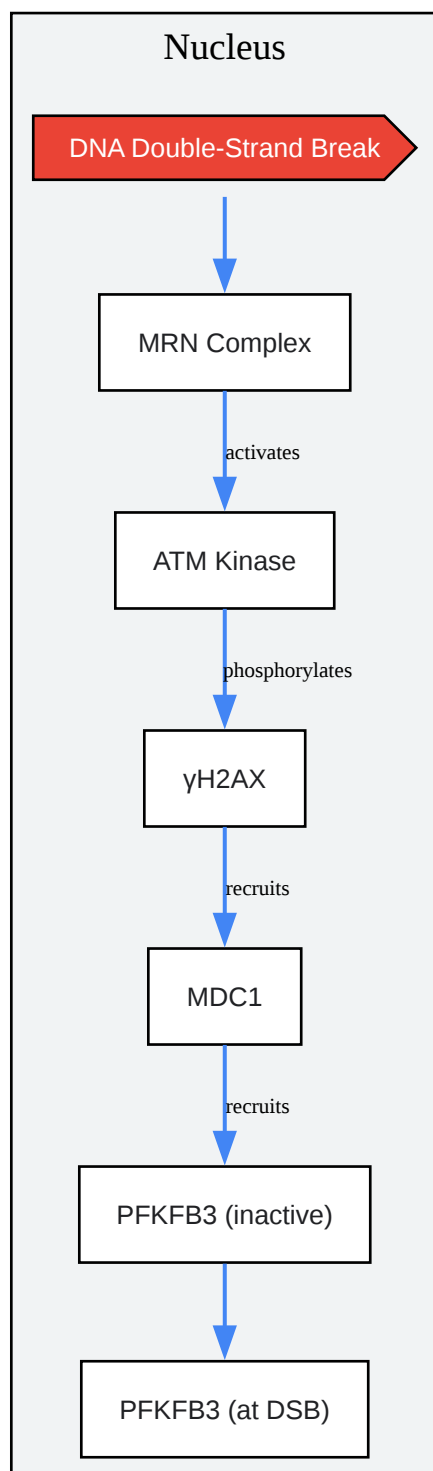 Nucleus
DNA Double-Strand Break
MRN Complex
activates
ATM Kinase
phosphorylates
γH2AX
recruits
MDC1
recruits
PFKFB3 (inactive)
PFKFB3 (at DSB)